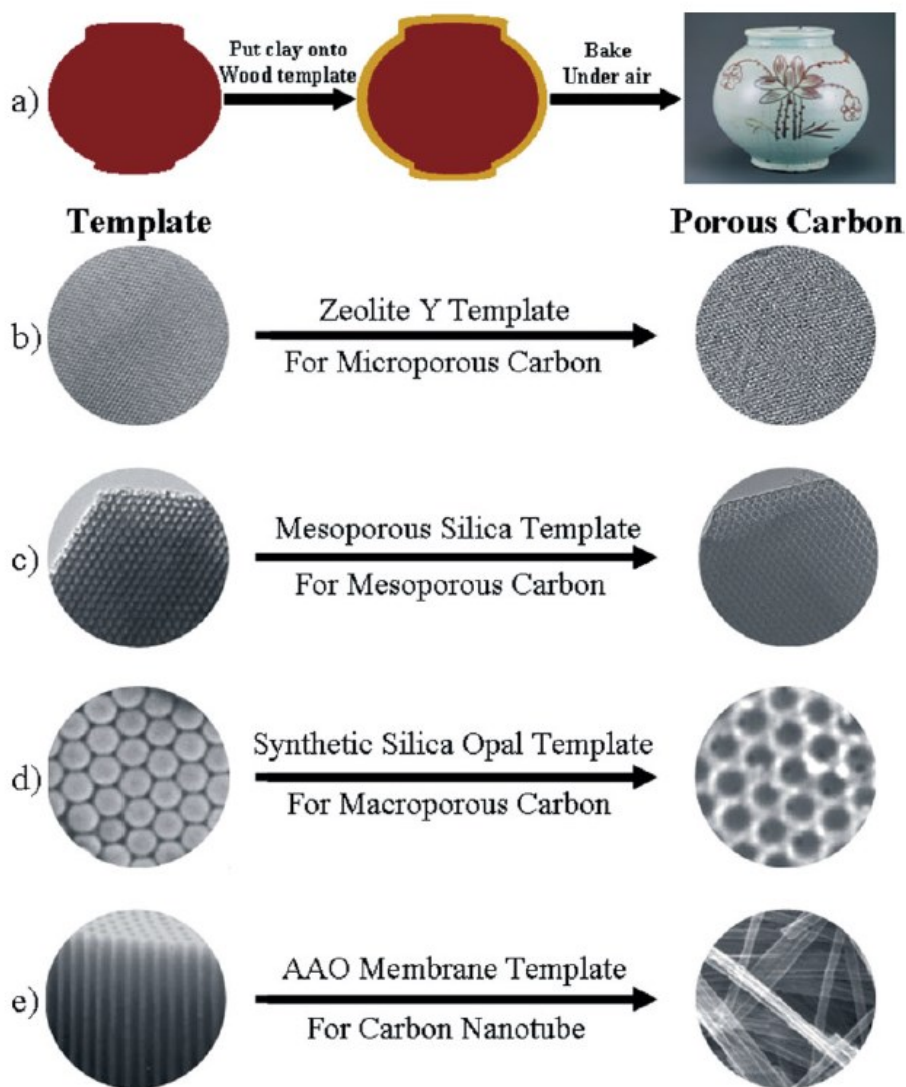 a)
Put clay onto
Wood template
Bake
Under air
Template
Porous Carbon
b)
Zeolite Y Template
For Microporous Carbon
c)
Mesoporous Silica Template
For Mesoporous Carbon
d)
Synthetic Silica Opal Template
For Macroporous Carbon
e)
AAO Membrane Template
For Carbon Nanotube